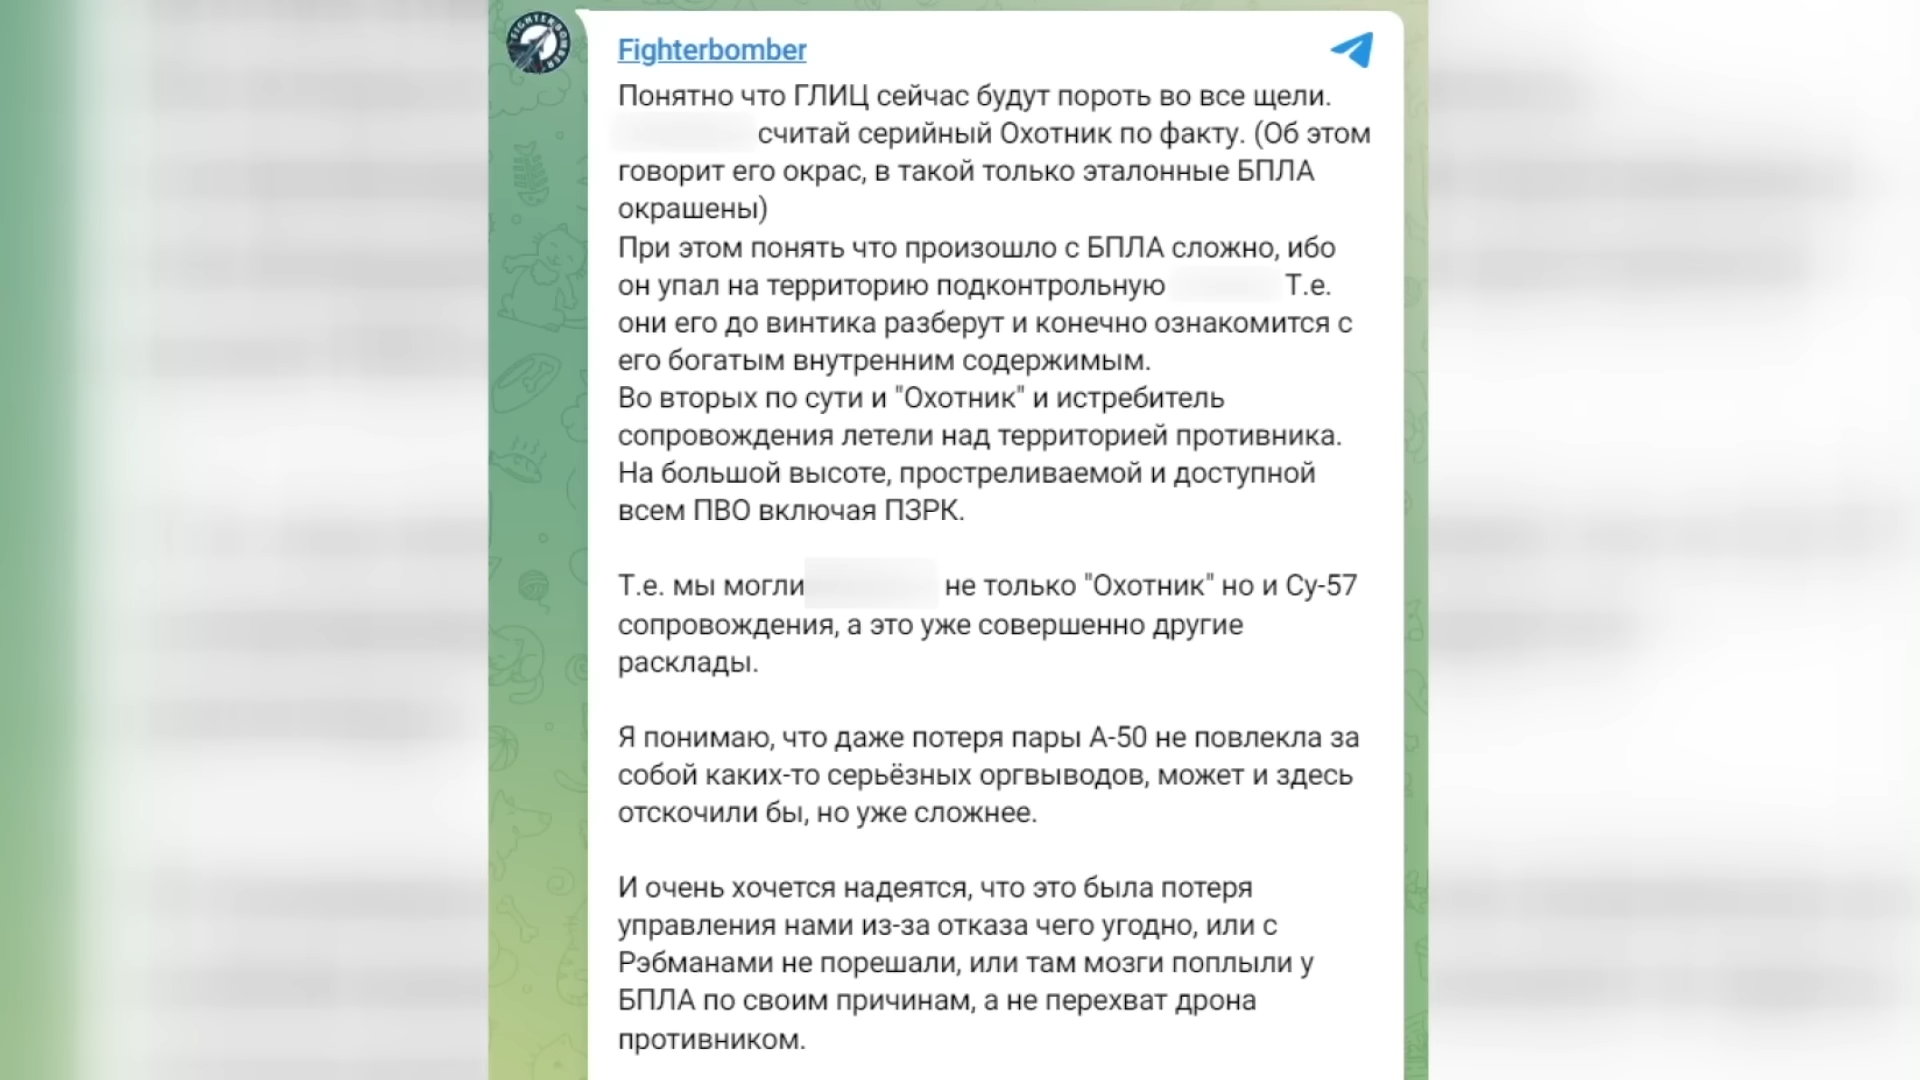 Fighterbomber
Понятно что ГЛИЦ сейчас будут пороть во все щели.
считай серийный Охотник по факту. (Об этом
говорит его окрас, в такой только эталонные БПЛА
окрашены)
При этом понять что произошло с БПЛА сложно, ибо
он упал на территорию подконтрольную Т.е.
они его до винтика разберут и конечно ознакомится с
его богатым внутренним содержимым.
Во вторых по сути и "Охотник" и истребитель
сопровождения летели над территорией противника.
На большой высоте, простреливаемой и доступной
всем ПВО включая ПЗРК.
Т.е. мы могли не только "Охотник" но и Су-57
сопровождения, а это уже совершенно другие
расклады.
Я понимаю, что даже потеря пары А-50 не повлекла за
собой каких-то серьёзных оргвыводов, может и здесь
отскочили бы, но уже сложнее.
И очень хочется надеятся, что это была потеря
управления нами из-за отказа чего угодно, или с
Рэбманами не порешали, или там мозги поплыли у
БПЛА по своим причинам, а не перехват дрона
противником.